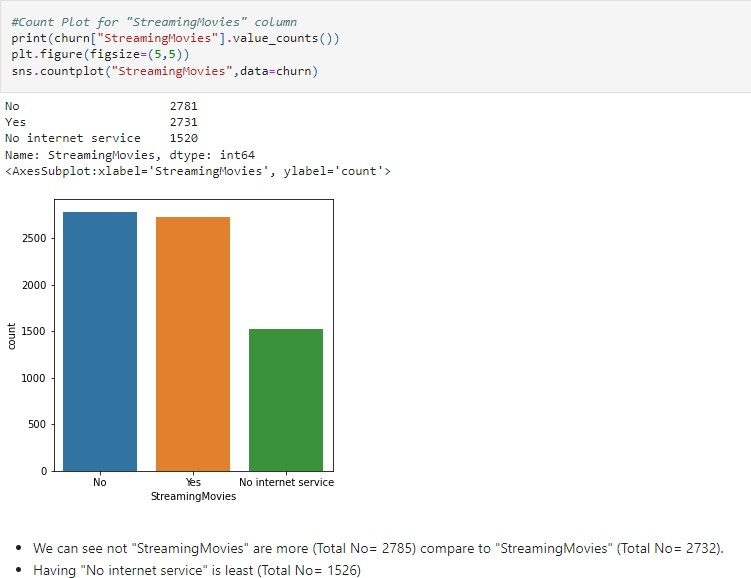 #Count Plot for "StreamingMovies" column
print(churn["StreamingMovies"].value_counts())
plt.figure(figsize=(5,5))
sns.countplot("StreamingMovies",data=churn)
No 2781
Yes 2731
No internet service 1520
Name: StreamingMovies, dtype: int64
<AxesSubplot:xlabel='StreamingMovies', ylabel='count'>
2500
2000
1500
1000
500
0
count
No Yes No internet service
StreamingMovies
• We can see not "StreamingMovies" are more (Total No= 2785) compare to "StreamingMovies" (Total No= 2732).
• Having "No internet service" is least (Total No= 1526)